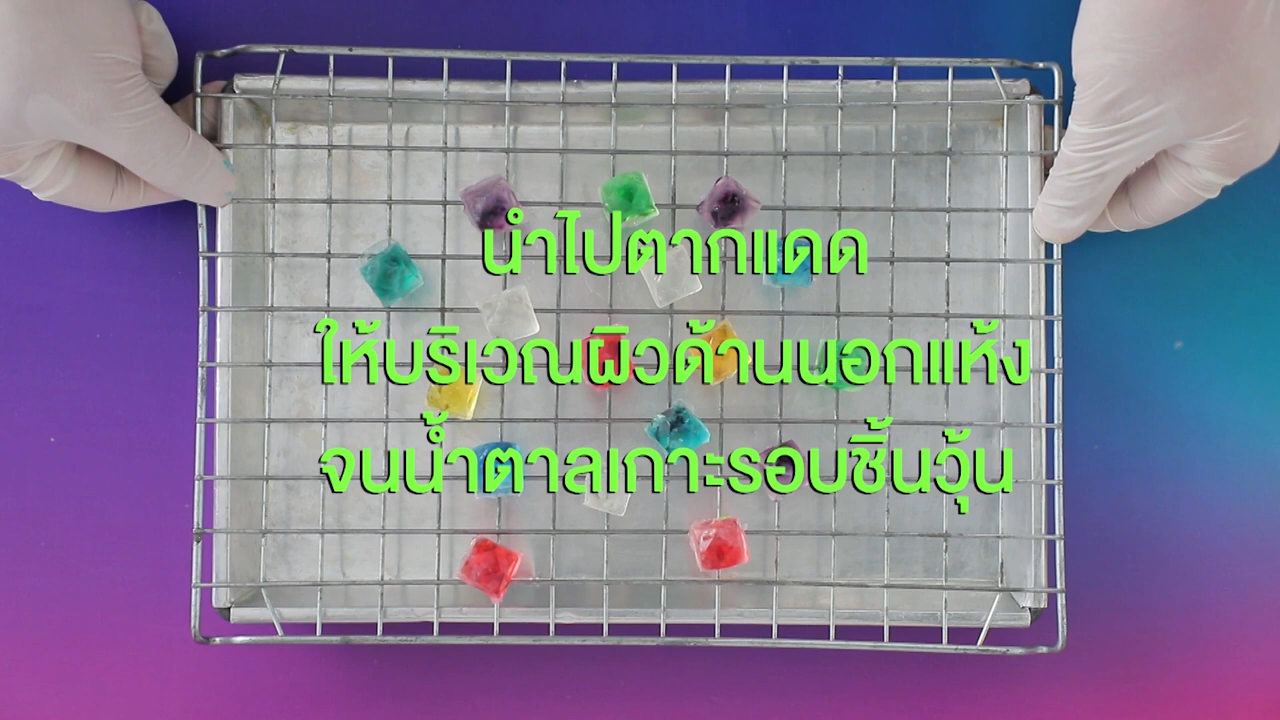 นำไปตากแดด
ให้บริเวณผิวด้านนอกแห้ง
จนน้ำตาลเกาะรอบชิ้นวุ้น